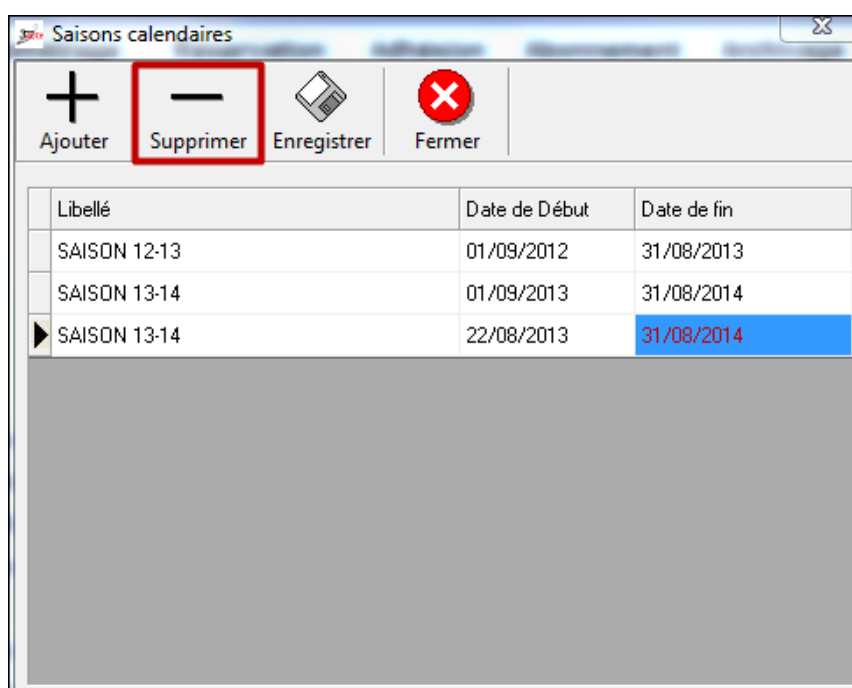 Saisons calendaires
Ajouter Supprimer Enregistrer Fermer
Libellé Date de Début Date de fin
SAISON 12-13 01/09/2012 31/08/2013
SAISON 13-14 01/09/2013 31/08/2014
SAISON 13-14 22/08/2013 31/08/2014